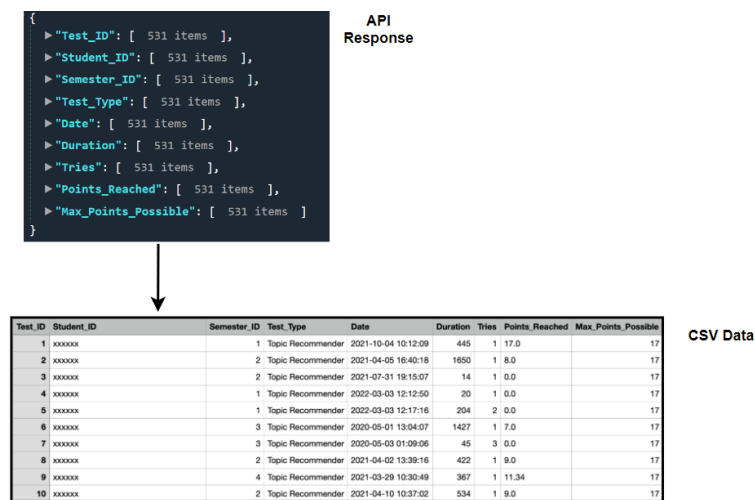 {
"Test_ID": [ 531 items ],
"Student_ID": [ 531 items ],
"Semester_ID": [ 531 items ],
"Test_Type": [ 531 items ],
"Date": [ 531 items ],
"Duration": [ 531 items ],
"Tries": [ 531 items ],
"Points_Reached": [ 531 items ],
"Max_Points_Possible": [ 531 items ]
}
API
Response
Test_ID Student_ID Semester_ID Test_Type Date Duration Tries Points_Reached Max_Points_Possible
1 xxxxxx 1 Topic Recommender 2021-10-04 10:12:09 445 1 17.0 17
2 xxxxxx 2 Topic Recommender 2021-04-05 16:40:18 1650 1 8.0 17
3 xxxxxx 2 Topic Recommender 2021-07-31 19:15:07 14 1 0.0 17
4 xxxxxx 1 Topic Recommender 2022-03-03 12:12:50 20 1 0.0 17
5 xxxxxx 1 Topic Recommender 2022-03-03 12:17:16 204 2 0.0 17
6 xxxxxx 3 Topic Recommender 2020-05-01 13:04:07 1427 1 7.0 17
7 xxxxxx 3 Topic Recommender 2020-05-03 01:09:06 45 3 0.0 17
8 xxxxxx 2 Topic Recommender 2021-04-02 13:39:16 422 1 9.0 17
9 xxxxxx 4 Topic Recommender 2021-03-29 10:30:49 367 1 11.34 17
10 xxxxxx 2 Topic Recommender 2021-04-10 10:37:02 534 1 9.0 17
CSV Data